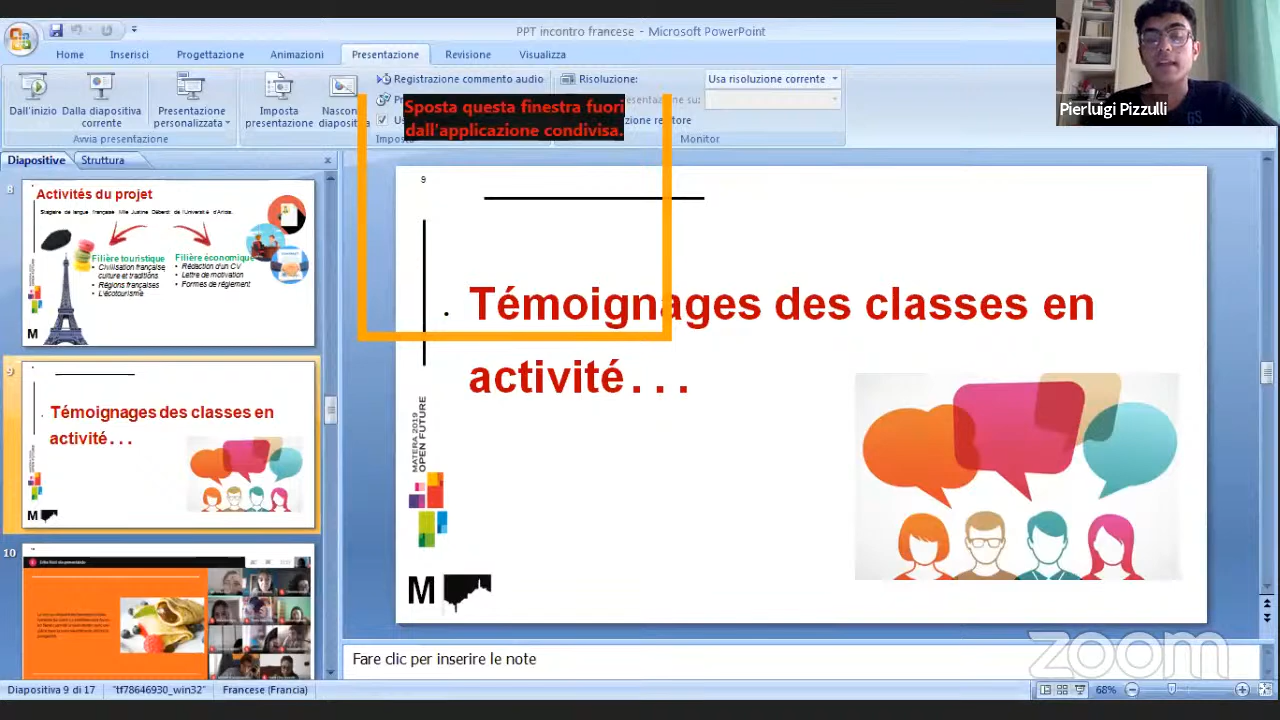 PPT incontro francese - Microsoft PowerPoint
Home Inserisci Progettazione Animazioni Presentazione Revisione Visualizza
Dall'inizio
Dalla diapositiva
corrente
Presentazione
personalizzata
Imposta
presentazione
Registrazione commento audio
Risoluzione:
Usa risoluzione corrente
Avvia presentazione
Monitor
Sposta questa finestra fuori
dall'applicazione condivisa.
Pierluigi Pizzulli
Diapositive Struttura
8
Activités du projet
Filière touristique
Civilisation française
culture et traditions
Régions françaises
L'écotourisme
Filière économique
Rédaction d'un CV
Lettre de motivation
Formes de règlement
M
9
Témoignages des classes en
activité...
M
10
9
Témoignages des classes en
activité...
MATERA 2019
OPEN FUTURE
M
zoom
Fare clic per inserire le note
Diapositiva 9 di 17
"tf78646930_win32"
Francese (Francia)
68%